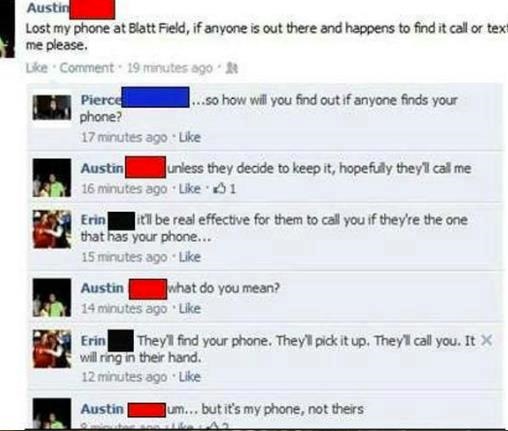 Austin
Lost my phone at Blatt Field, if anyone is out there and happens to find it call or text
me please.
Like · Comment · 19 minutes ago ·
Pierce ...so how will you find out if anyone finds your
phone?
17 minutes ago · Like
Austin unless they decide to keep it, hopefully they'll call me
16 minutes ago · Like · 1
Erin it'll be real effective for them to call you if they're the one
that has your phone...
15 minutes ago · Like
Austin what do you mean?
14 minutes ago · Like
Erin They'll find your phone. They'll pick it up. They'll call you. It X
will ring in their hand.
12 minutes ago · Like
Austin um... but it's my phone, not theirs
minutes ago · Like · 2